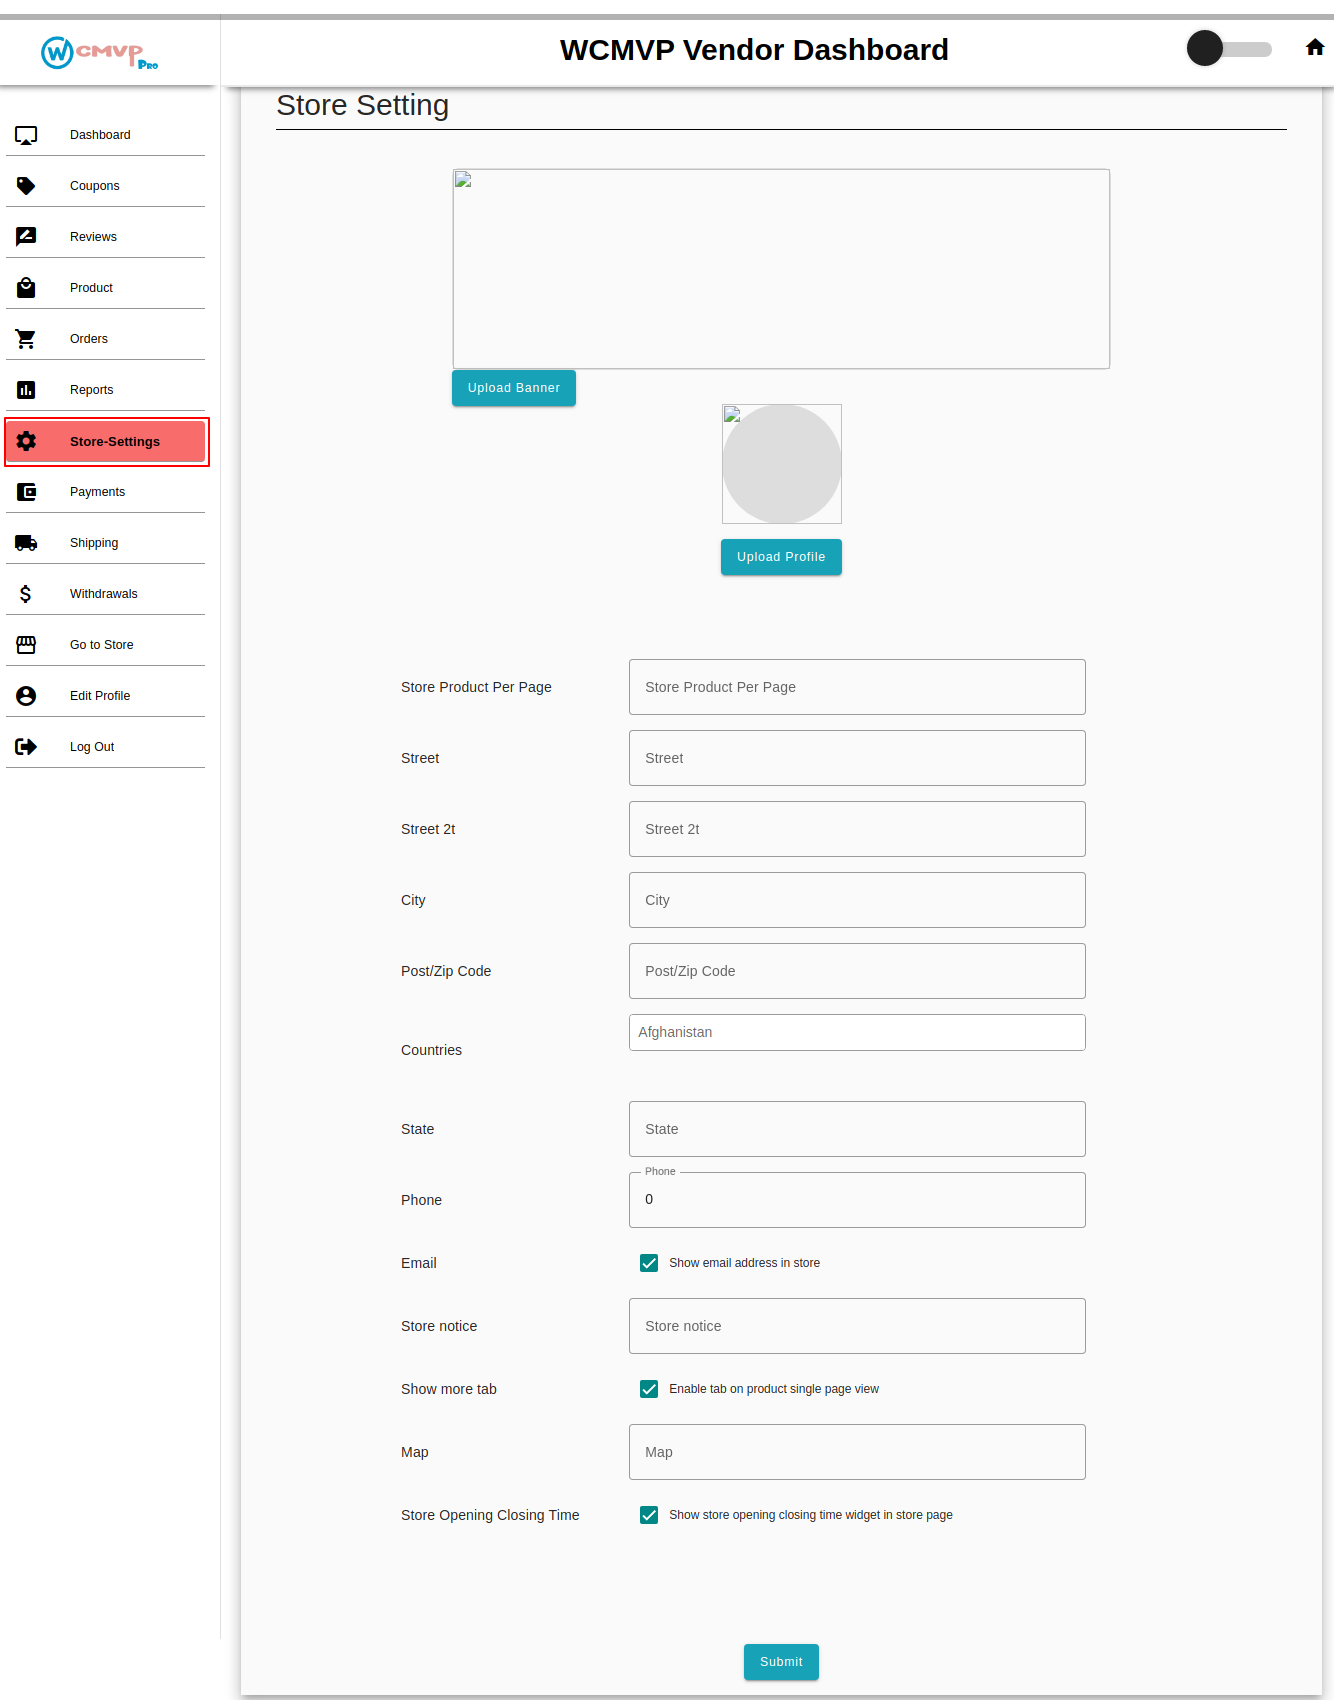 WCMVP Pro
WCMVP Vendor Dashboard
Dashboard
Coupons
Reviews
Product
Orders
Reports
Store-Settings
Payments
Shipping
Withdrawals
Go to Store
Edit Profile
Log Out
Store Setting
Upload Banner
Upload Profile
Store Product Per Page
Store Product Per Page
Street
Street
Street 2t
Street 2t
City
City
Post/Zip Code
Post/Zip Code
Countries
Afghanistan
State
State
Phone
Phone
0
Email
Show email address in store
Store notice
Store notice
Show more tab
Enable tab on product single page view
Map
Map
Store Opening Closing Time
Show store opening closing time widget in store page
Submit